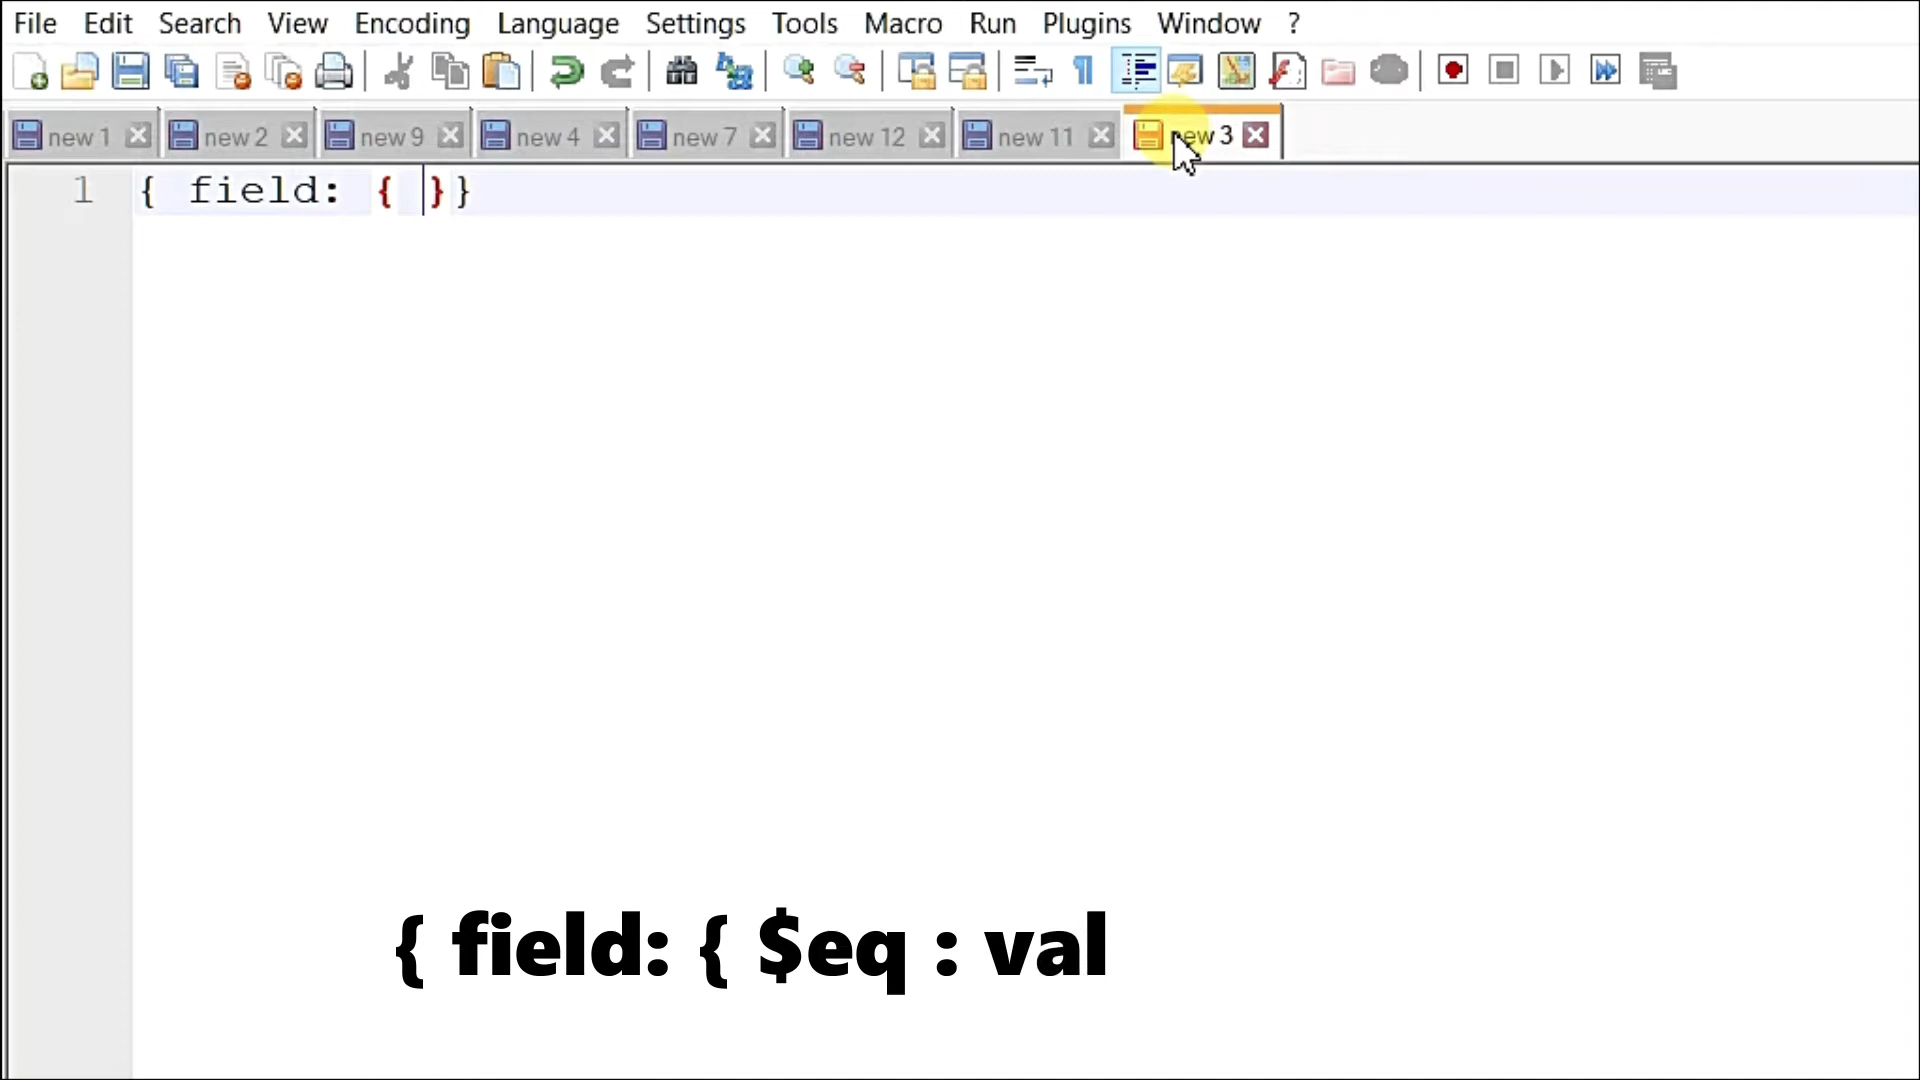 File Edit Search View Encoding Language Settings Tools Macro Run Plugins Window ?
new 1 new 2 new 9 new 4 new 7 new 12 new 11 new 3
1 { field: { }}
{ field: { $eq : val